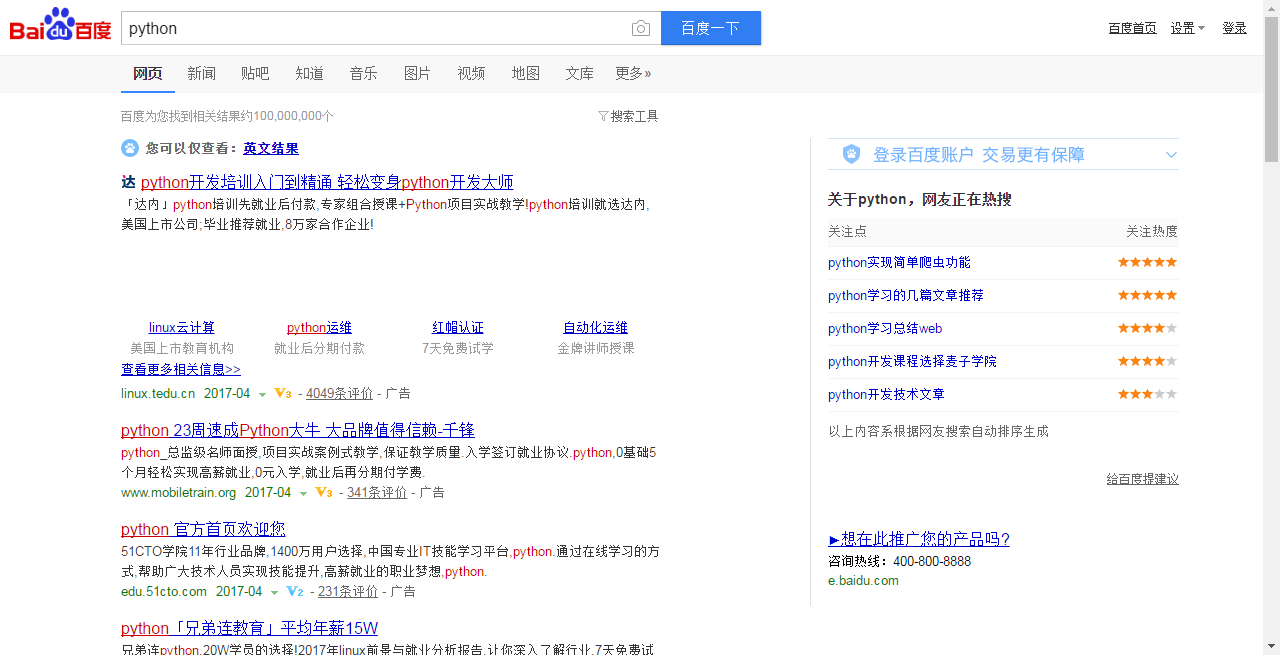 Bai du 百度
python
百度一下
百度首页 设置 登录
网页 新闻 贴吧 知道 音乐 图片 视频 地图 文库 更多»
百度为您找到相关结果约100,000,000个
搜索工具
您可以仅查看：英文结果
达 python开发培训入门到精通 轻松变身python开发大师
「达内」python培训先就业后付款,专家组合授课+Python项目实战教学!python培训就选达内,
美国上市公司;毕业推荐就业,8万家合作企业!
linux云计算 python运维 红帽认证 自动化运维
美国上市教育机构 就业后分期付款 7天免费试学 金牌讲师授课
查看更多相关信息>>
linux.tedu.cn 2017-04 V3 - 4049条评价 - 广告
python 23周速成Python大牛 大品牌值得信赖-千锋
python_总监级名师面授,项目实战案例式教学,保证教学质量.入学签订就业协议.python,0基础5
个月轻松实现高薪就业,0元入学,就业后再分期付学费.
www.mobiletrain.org 2017-04 V3 - 341条评价 - 广告
python 官方首页欢迎您
51CTO学院11年行业品牌,1400万用户选择,中国专业IT技能学习平台,python.通过在线学习的方
式,帮助广大技术人员实现技能提升,高薪就业的职业梦想,python.
edu.51cto.com 2017-04 V2 - 231条评价 - 广告
python「兄弟连教育」平均年薪15W
兄弟连python,20W学员的选择!2017年linux前景与就业分析报告,让你深入了解行业,7天免费试
登录百度账户 交易更有保障
关于python，网友正在热搜
关注点 关注热度
python实现简单爬虫功能 ★★★★★
python学习的几篇文章推荐 ★★★★★
python学习总结web ★★★★★
python开发课程选择麦子学院 ★★★★★
python开发技术文章 ★★★★★
以上内容系根据网友搜索自动排序生成
给百度提建议
►想在此推广您的产品吗?
咨询热线：400-800-8888
e.baidu.com